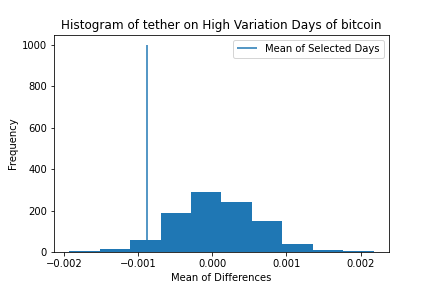 Histogram of tether on High Variation Days of bitcoin
Mean of Selected Days
Frequency
1000
800
600
400
200
0
−0.002 −0.001 0.000 0.001 0.002
Mean of Differences